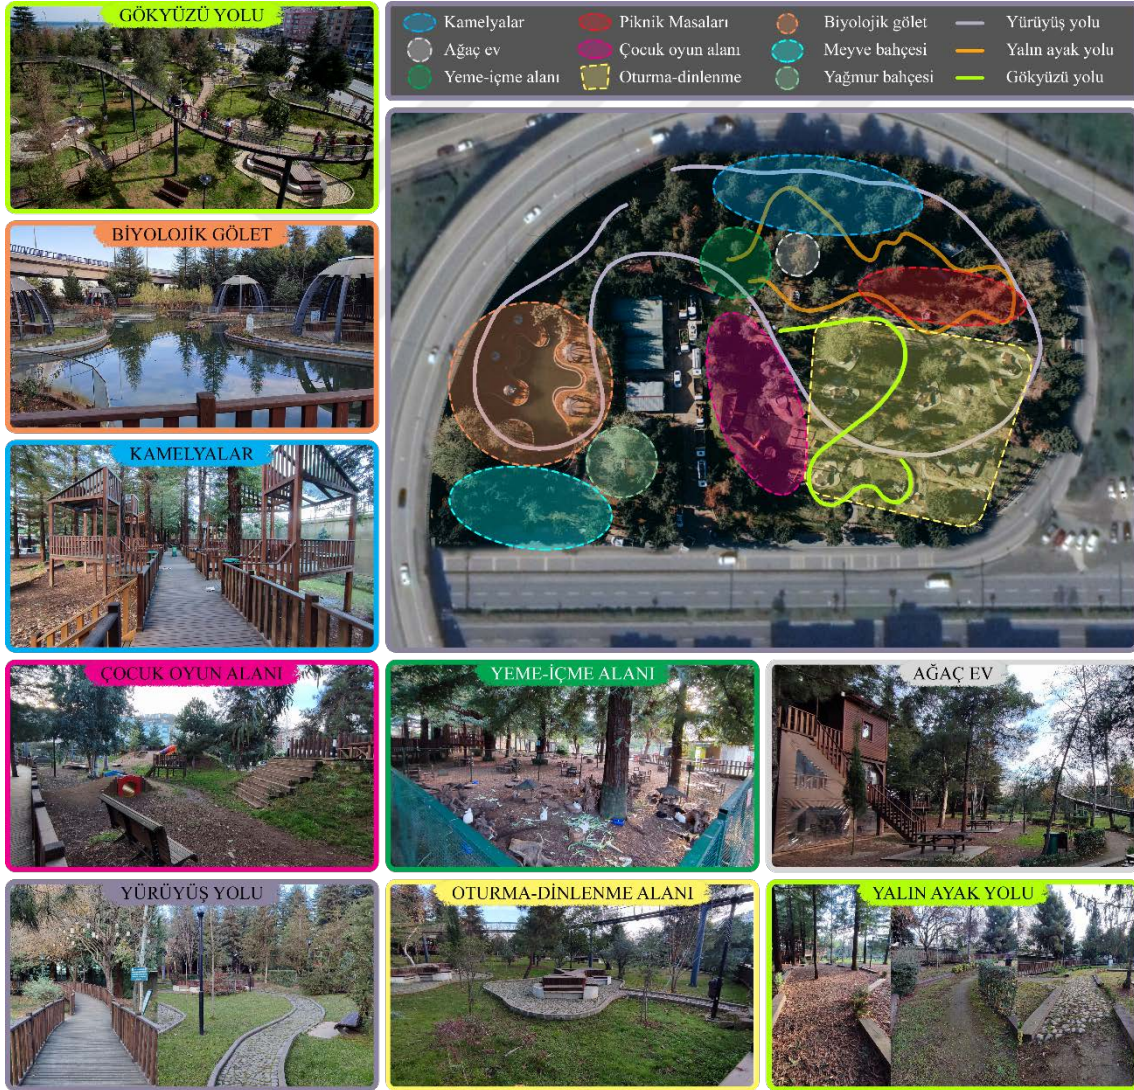 GÖKYÜZÜ YOLU
Kamelyalar
Piknik Masaları
Biyolojik gölet
Yürüyüş yolu
Ağaç ev
Çocuk oyun alanı
Meyve bahçesi
Yalın ayak yolu
Yeme-içme alanı
Oturma-dinlenme
Yağmur bahçesi
Gökyüzü yolu
BİYOLOJİK GÖLET
KAMELYALAR
ÇOCUK OYUN ALANI
YEME-İÇME ALANI
AĞAÇ EV
YÜRÜYÜŞ YOLU
OTURMA-DİNLENME ALANI
YALIN AYAK YOLU